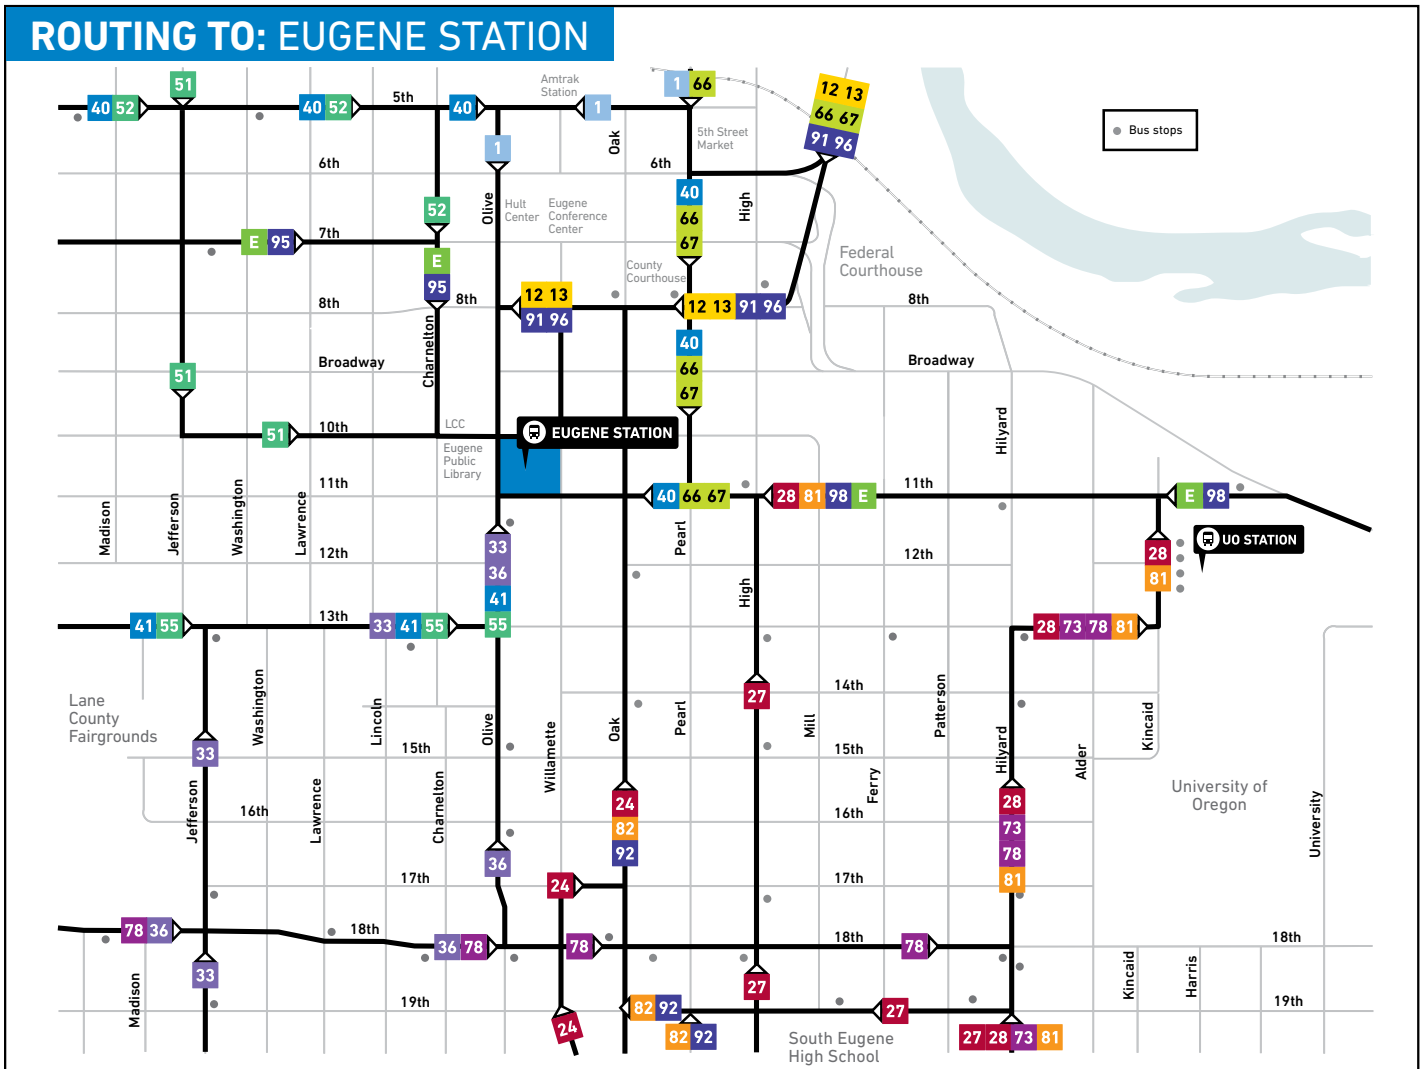 ROUTING TO: EUGENE STATION
51
Amtrak
Station
1 66
12 13
66 67
91 96
40 52
40 52
5th
40
1
Oak
5th Street
Market
Bus stops
1
6th
6th
40
66
67
52
Olive
Hult
Center
Eugene
Conference
Center
High
E 95
7th
E
95
Federal
Courthouse
County
Courthouse
8th
8th
12 13
91 96
12 13 91 96
8th
Charnelton
40
66
67
51
Broadway
Broadway
51
10th
LCC
EUGENE STATION
Hilyard
Eugene
Public
Library
11th
40 66 67
28 81 98 E
11th
E 98
Madison
Jefferson
Washington
Lawrence
Pearl
UO STATION
33
36
41
55
12th
12th
28
81
High
41 55
13th
33 41 55
28 73 78 81
Lane
County
Fairgrounds
Washington
Lincoln
Olive
Willamette
Oak
Pearl
27
14th
Mill
Patterson
Hilyard
Alder
Kincaid
33
15th
15th
Jefferson
Lawrence
Charnelton
Ferry
University of
Oregon
University
16th
24
82
92
16th
28
73
78
81
36
17th
24
17th
78 36
18th
36 78
78
18th
78
18th
Madison
33
27
Kincaid
Harris
19th
24
82 92
82 92
27
19th
South Eugene
High School
27 28 73 81